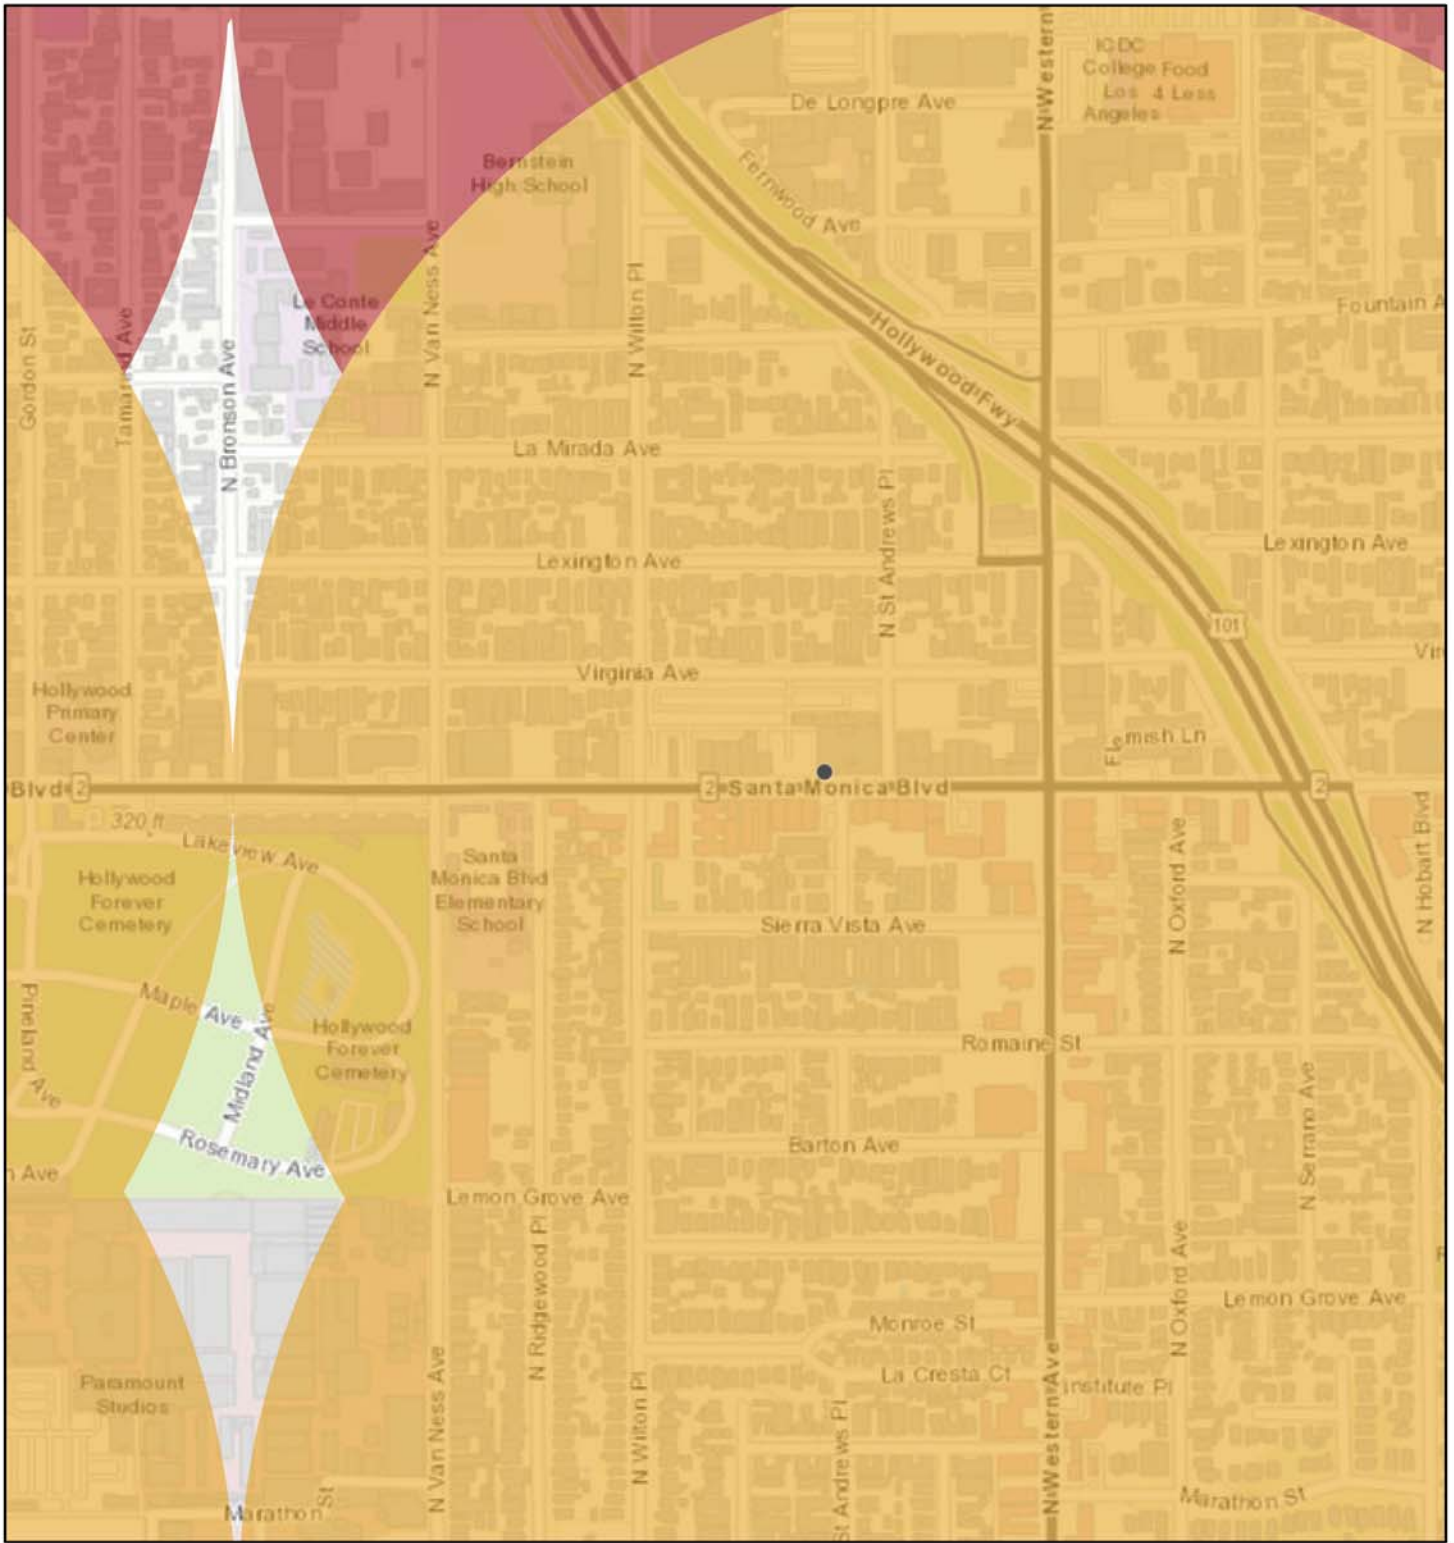 N Western
ICDC
College
Los
Angeles
Food
4 Less
De Longpre Ave
Bernstein
High School
Fernwood Ave
N Van Ness Ave
N Wilton Pl
Le Conte
Middle
School
Fountain A
Gordon St
Tamarind Ave
N Bronson Ave
Hollywood Fwy
La Mirada Ave
N St Andrews Pl
Lexington Ave
Lexington Ave
101
Virginia Ave
Vir
Hollywood
Primary
Center
Flemish Ln
Blvd 2
2 Santa Monica Blvd
2
320 ft
Lakeview Ave
N Hobart Blvd
N Oxford Ave
Hollywood
Forever
Cemetery
Santa
Monica Blvd
Elementary
School
Sierra Vista Ave
Pineland Ave
Maple Ave
Midland Ave
Hollywood
Forever
Cemetery
Romaine St
N Serrano Ave
Rosemary Ave
Barton Ave
n Ave
Lemon Grove Ave
N Ridgewood Pl
N Oxford Ave
Lemon Grove Ave
Monroe St
La Cresta Ct
Institute Pl
Paramount
Studios
N Van Ness Ave
N Wilton Pl
St Andrews Pl
N Western Ave
Marathon St
Marathon St